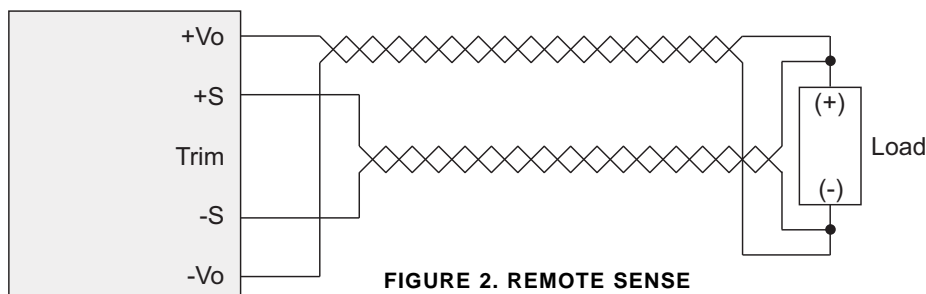 +Vo
+S
Trim
-S
-Vo
(+)
Load
(-)
FIGURE 2. REMOTE SENSE